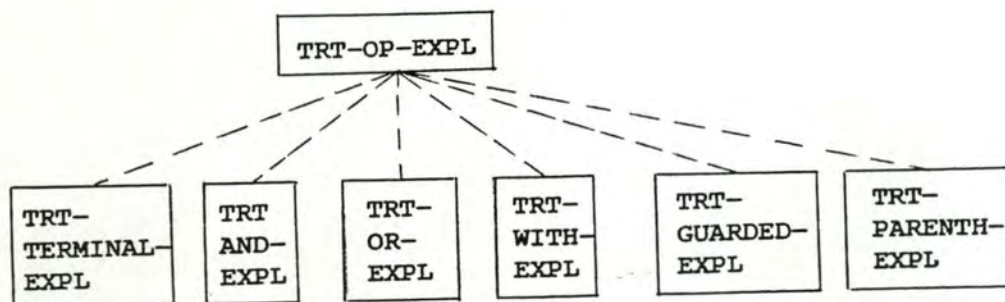 TRT-OP-EXPL
TRT-
TERMINAL-
EXPL
TRT
AND-
EXPL
TRT-
OR-
EXPL
TRT-
WITH-
EXPL
TRT-
GUARDED-
EXPL
TRT-
PARENTH-
EXPL